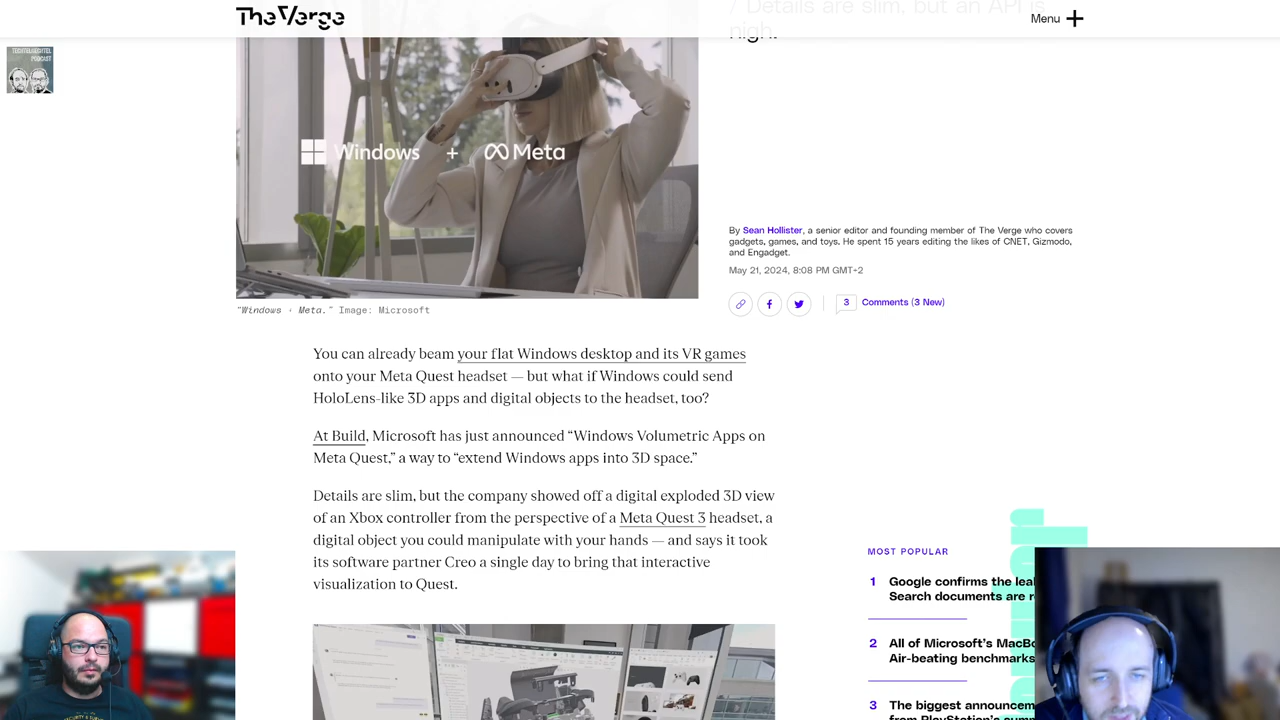 The Verge
/ Details are slim, but an API is
nigh.
Menu
TECHTELMECHTEL
PODCAST
Windows + Meta
By Sean Hollister, a senior editor and founding member of The Verge who covers
gadgets, games, and toys. He spent 15 years editing the likes of CNET, Gizmodo,
and Engadget.
May 21, 2024, 8:08 PM GMT+2
3 Comments (3 New)
"Windows + Meta." Image: Microsoft
You can already beam your flat Windows desktop and its VR games
onto your Meta Quest headset — but what if Windows could send
HoloLens-like 3D apps and digital objects to the headset, too?
At Build, Microsoft has just announced “Windows Volumetric Apps on
Meta Quest,” a way to “extend Windows apps into 3D space.”
Details are slim, but the company showed off a digital exploded 3D view
of an Xbox controller from the perspective of a Meta Quest 3 headset, a
digital object you could manipulate with your hands — and says it took
its software partner Creo a single day to bring that interactive
visualization to Quest.
MOST POPULAR
1 Google confirms the lea
Search documents are r
2 All of Microsoft’s MacBo
Air-beating benchmarks
3 The biggest announcem
from PlayStation’s summ